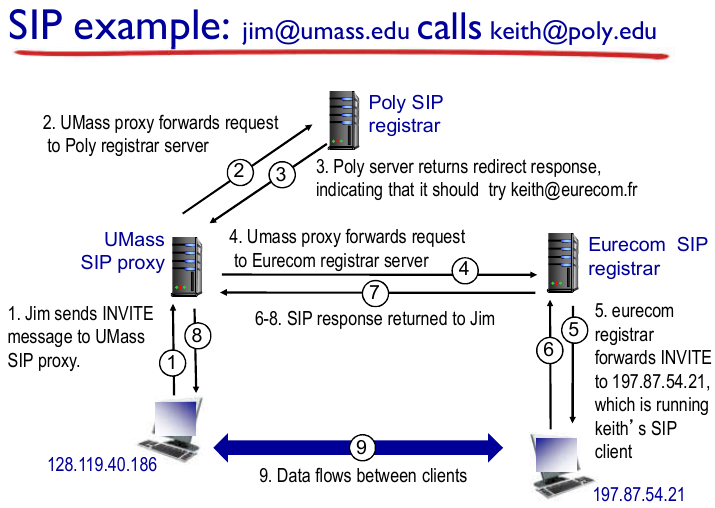 SIP example: jim@umass.edu calls keith@poly.edu
Poly SIP
registrar
2. UMass proxy forwards request
to Poly registrar server
2
3
3. Poly server returns redirect response,
indicating that it should try keith@eurecom.fr
UMass
SIP proxy
4. Umass proxy forwards request
to Eurecom registrar server
4
Eurecom SIP
registrar
7
6-8. SIP response returned to Jim
1. Jim sends INVITE
message to UMass
SIP proxy.
1
8
6
5
5. eurecom
registrar
forwards INVITE
to 197.87.54.21,
which is running
keith’s SIP
client
9
9. Data flows between clients
128.119.40.186
197.87.54.21